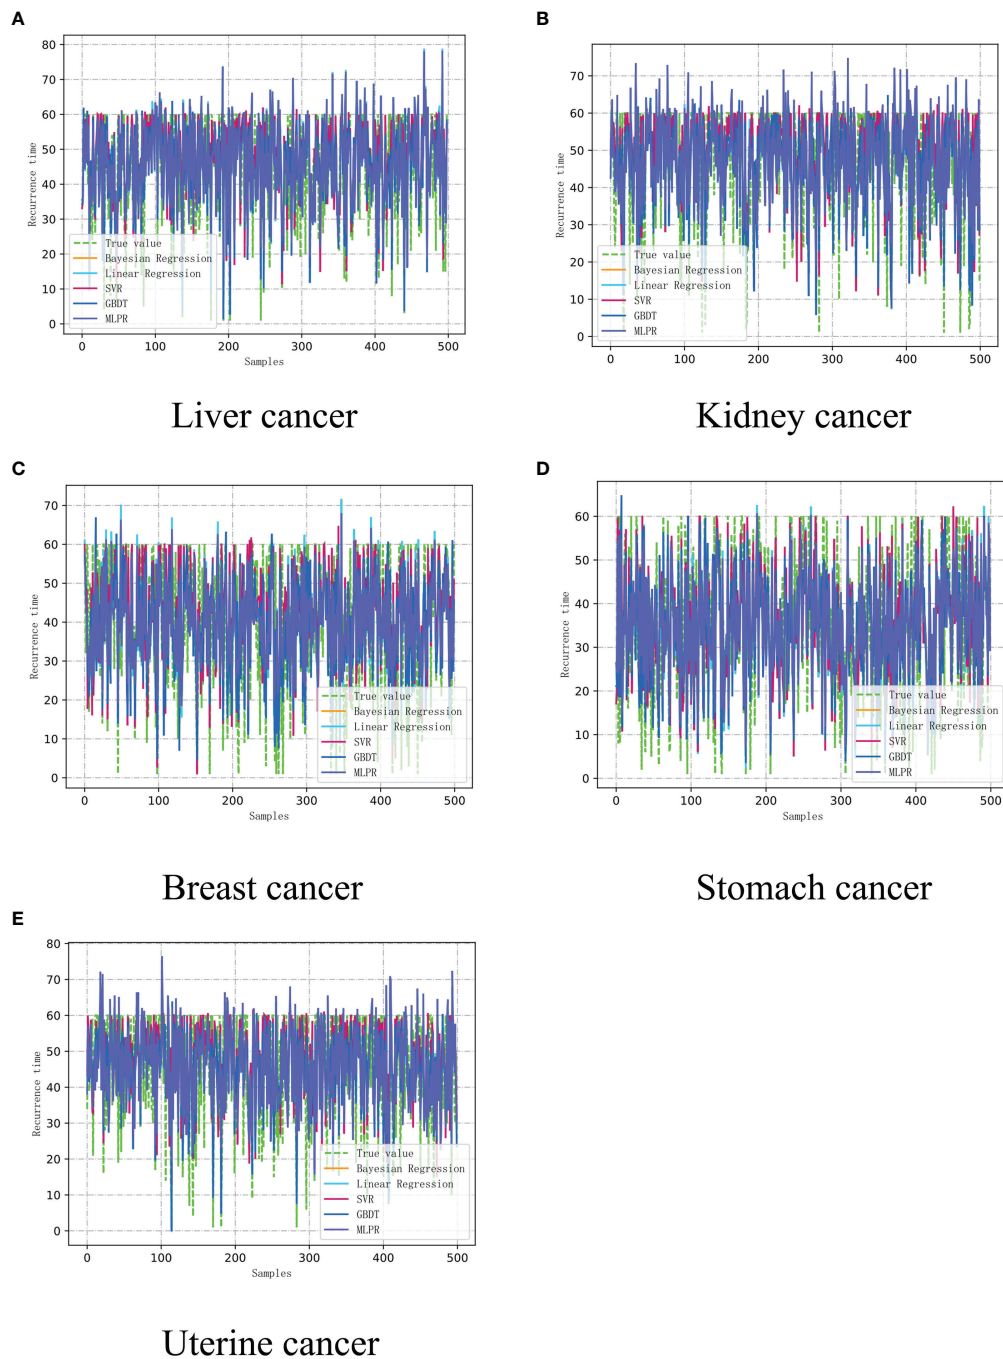 A
80
70
60
50
40
30
20
10
0
Recurrence time
True value
Bayesian Regression
Linear Regression
SVR
GBDT
MLPR
0 100 200 300 400 500
Samples
Liver cancer
B
70
60
50
40
30
20
10
0
Recurrence time
True value
Bayesian Regression
Linear Regression
SVR
GBDT
MLPR
0 100 200 300 400 500
Kidney cancer
C
70
60
50
40
30
20
10
0
Recurrence time
True value
Bayesian Regression
Linear Regression
SVR
GBDT
MLPR
0 100 200 300 400 500
Samples
Breast cancer
D
60
50
40
30
20
10
0
Recurrence time
True value
Bayesian Regression
Linear Regression
SVR
GBDT
MLPR
0 100 200 300 400 500
Samples
Stomach cancer
E
80
70
60
50
40
30
20
10
0
Recurrence time
True value
Bayesian Regression
Linear Regression
SVR
GBDT
MLPR
0 100 200 300 400 500
Samples
Uterine cancer